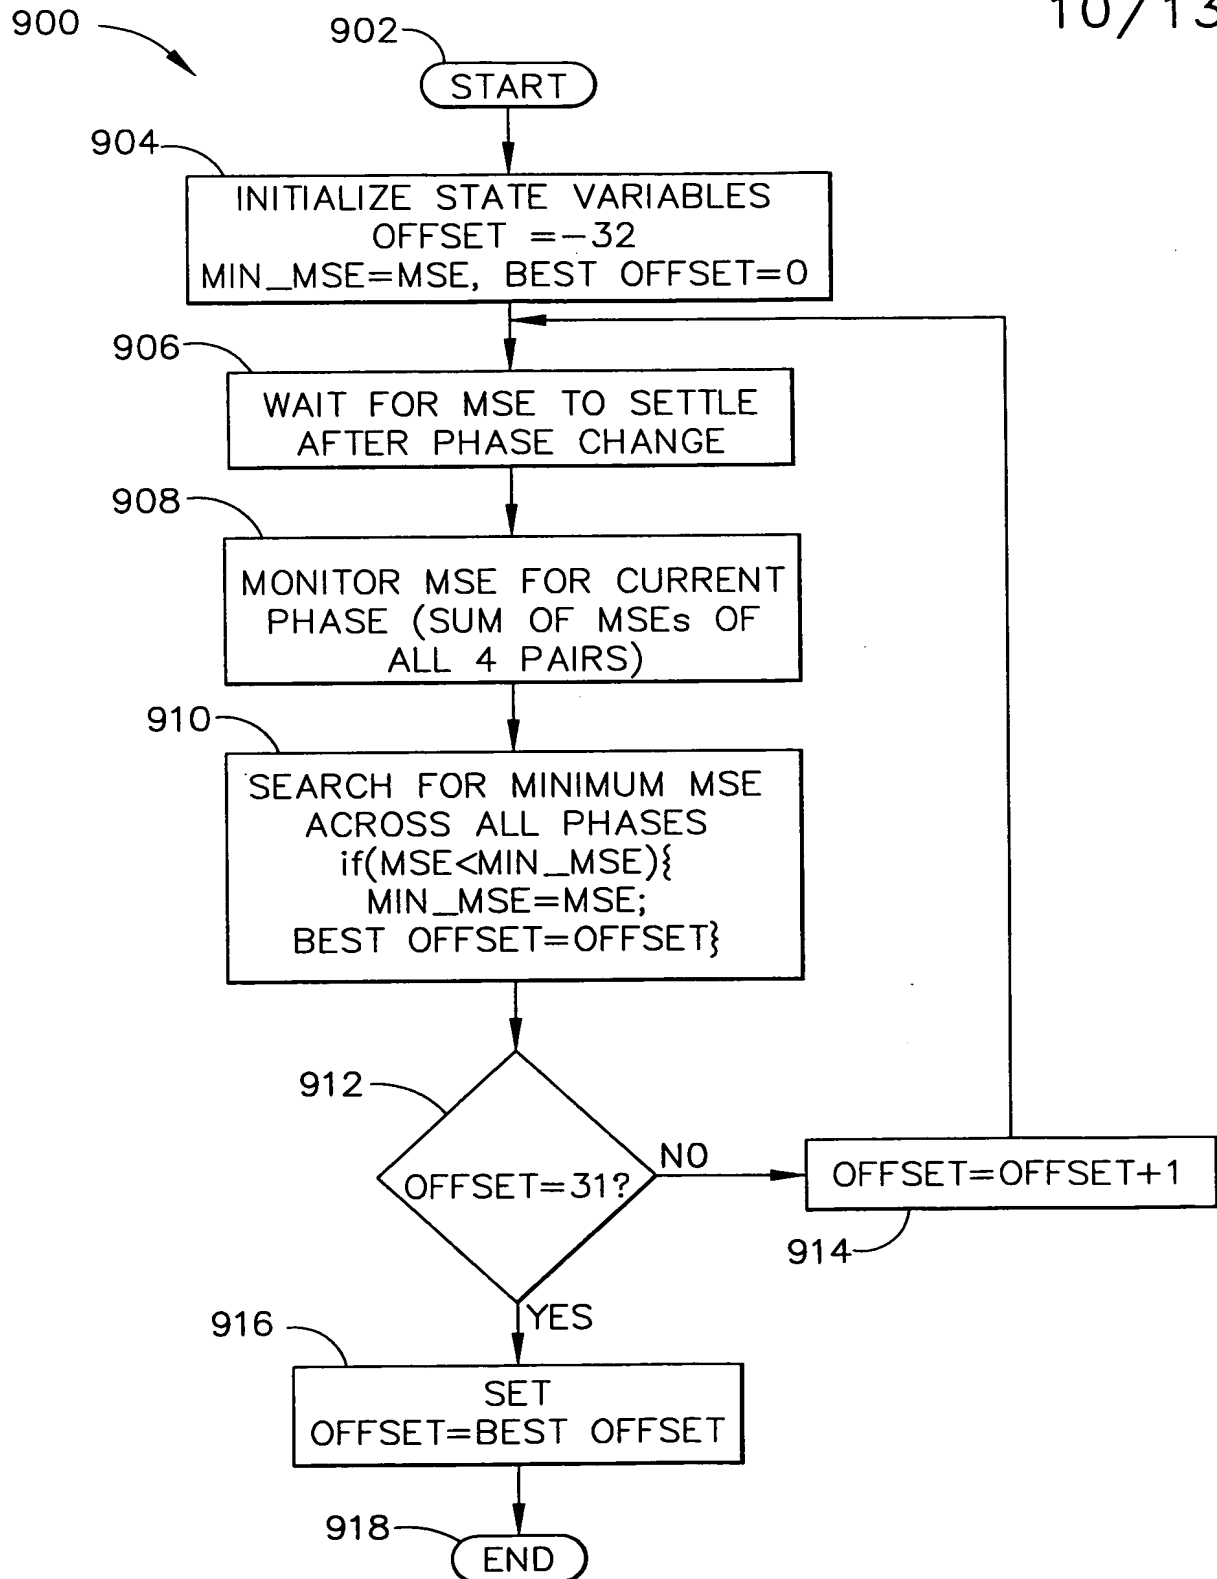 900
902
10/13
START
904
INITIALIZE STATE VARIABLES
OFFSET =-32
MIN_MSE=MSE, BEST OFFSET=0
906
WAIT FOR MSE TO SETTLE
AFTER PHASE CHANGE
908
MONITOR MSE FOR CURRENT
PHASE (SUM OF MSEs OF
ALL 4 PAIRS)
910
SEARCH FOR MINIMUM MSE
ACROSS ALL PHASES
if(MSE<MIN_MSE){
MIN_MSE=MSE;
BEST OFFSET=OFFSET}
912
OFFSET=31?
NO
OFFSET=OFFSET+1
914
YES
916
SET
OFFSET=BEST OFFSET
918
END